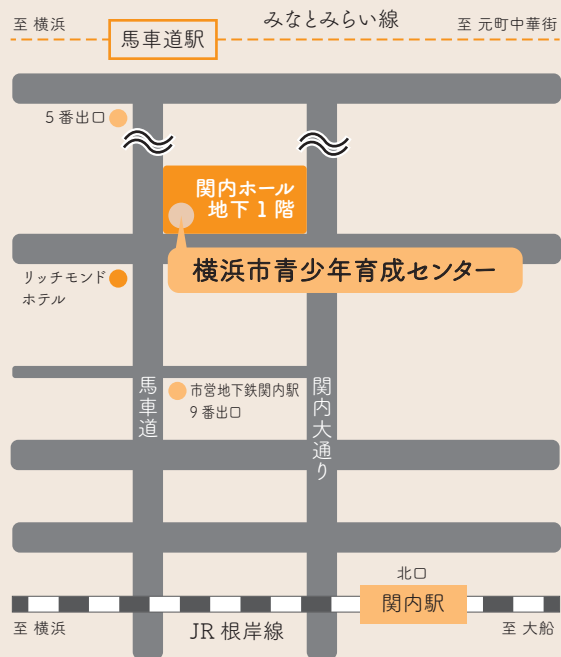 みなとみらい線
至 横浜
馬車道駅
至 元町中華街
5番出口
関内ホール
地下1階
横浜市青少年育成センター
リッチモンド
ホテル
馬車道
市営地下鉄関内駅
9番出口
関内大通り
北口
関内駅
至 横浜
JR 根岸線
至 大船